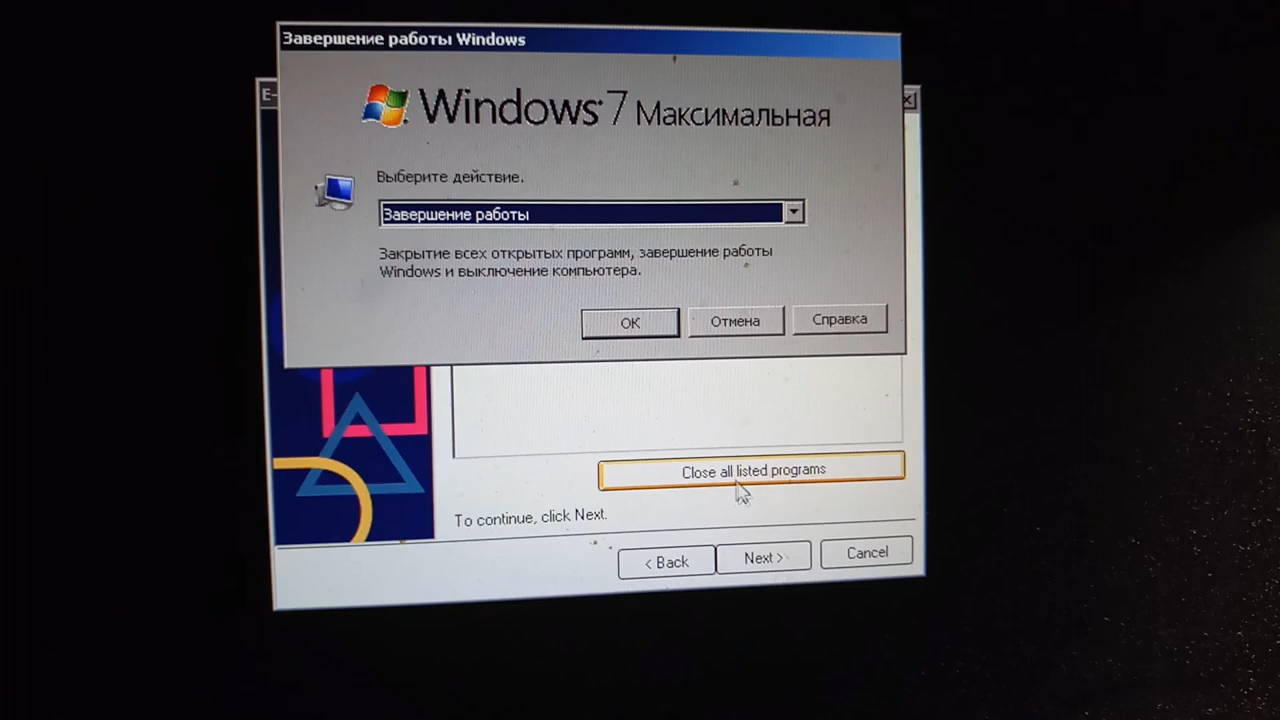 Завершение работы Windows
E-
Windows 7 Максимальная
Выберите действие.
Завершение работы
Закрытие всех открытых программ, завершение работы
Windows и выключение компьютера.
ОК
Отмена
Справка
Close all listed programs
To continue, click Next.
< Back
Next >
Cancel